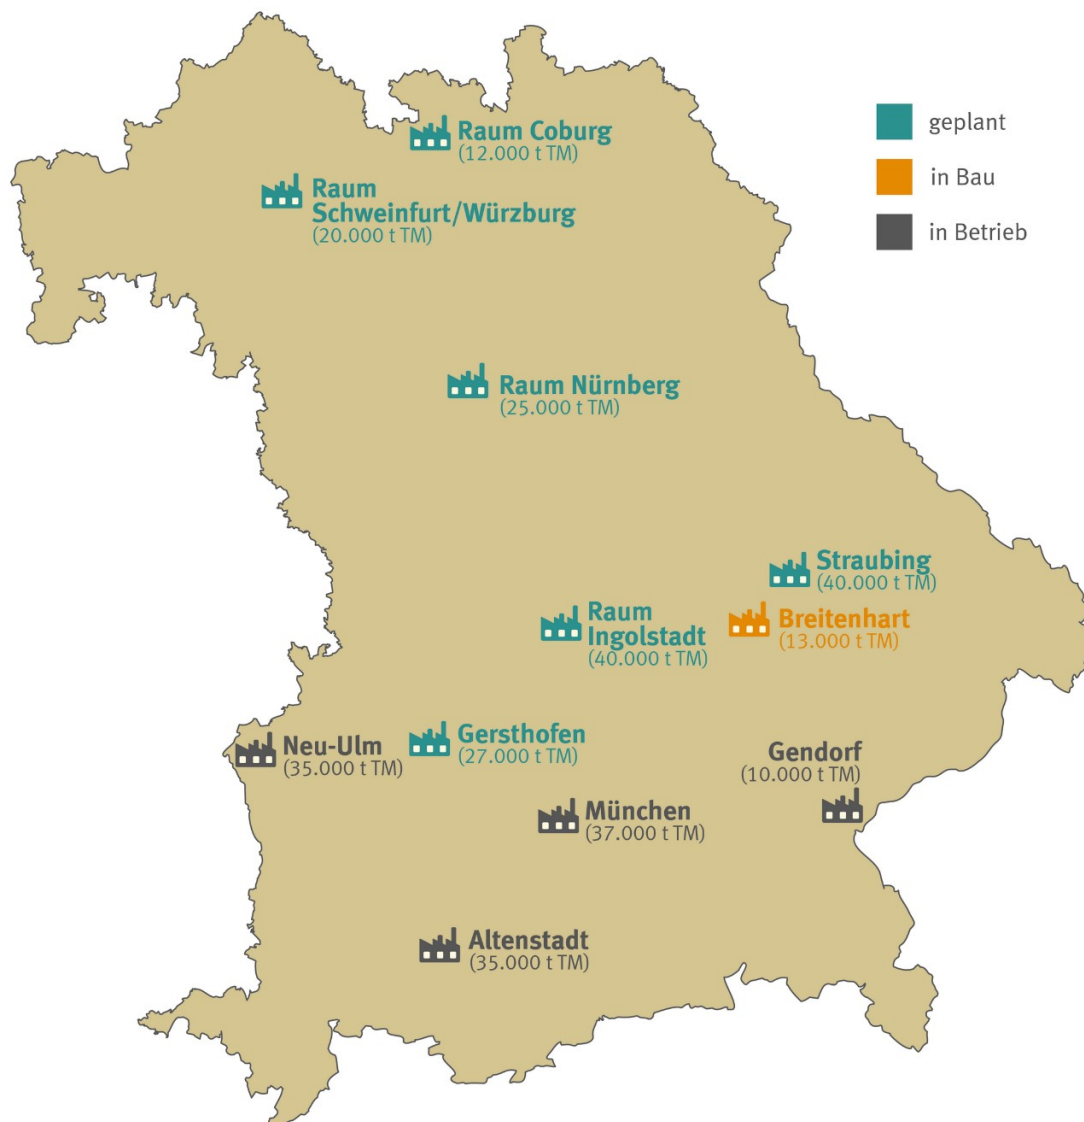 Raum Coburg
(12.000 t TM)
geplant
in Bau
in Betrieb
Raum
Schweinfurt/Würzburg
(20.000 t TM)
Raum Nürnberg
(25.000 t TM)
Straubing
(40.000 t TM)
Raum
Ingolstadt
(40.000 t TM)
Breitenhart
(13.000 t TM)
Neu-Ulm
(35.000 t TM)
Gersthofen
(27.000 t TM)
Gendorf
(10.000 t TM)
München
(37.000 t TM)
Altenstadt
(35.000 t TM)